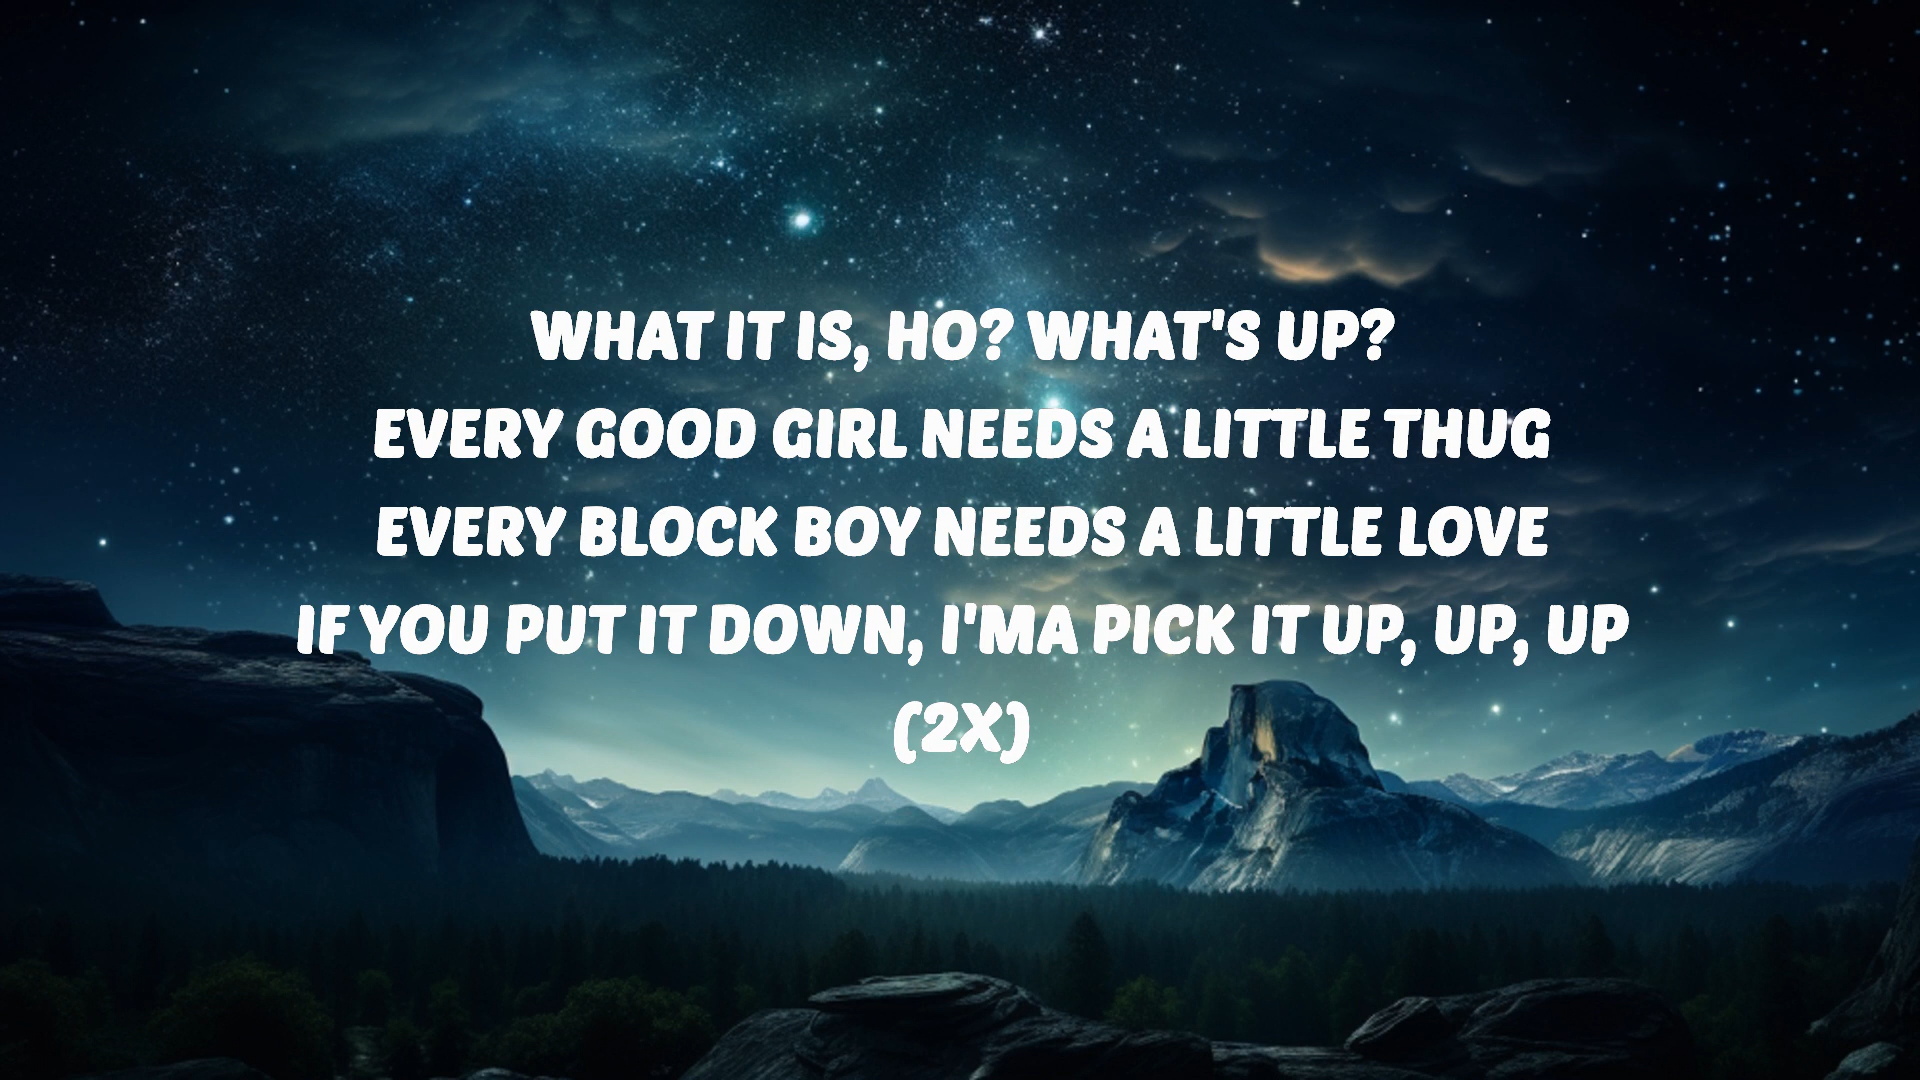 WHAT IT IS, HO? WHAT'S UP?
EVERY GOOD GIRL NEEDS A LITTLE THUG
EVERY BLOCK BOY NEEDS A LITTLE LOVE
IF YOU PUT IT DOWN, I'MA PICK IT UP, UP, UP
(2X)